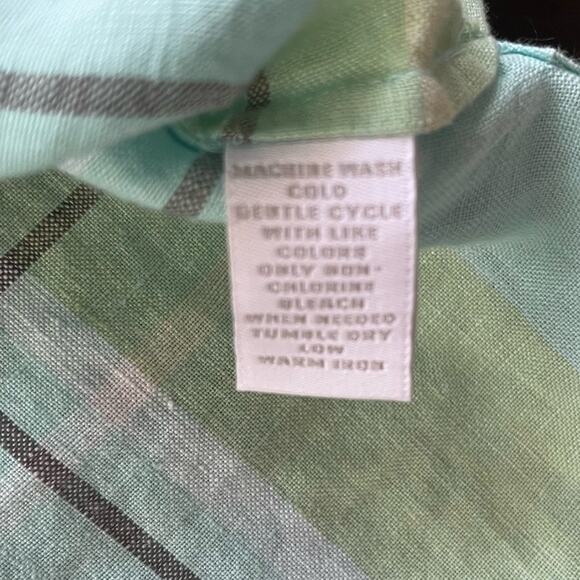 MACHINE WASH
COLD
GENTLE CYCLE
WITH LIKE
COLORS
ONLY NON-
CHLORINE
BLEACH
WHEN NEEDED
TUMBLE DRY
LOW
WARM IRON